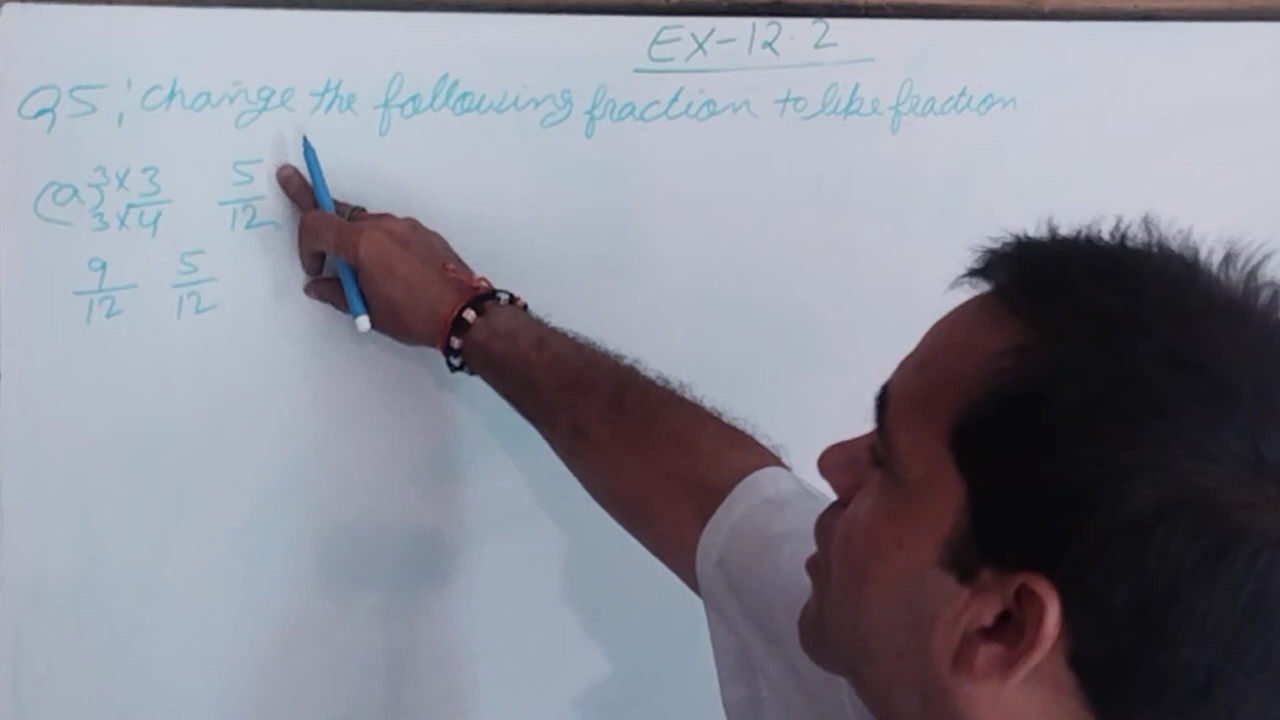 Ex-12.2
Q5; Change the following fraction to like fraction
(a) 3×3/3×4 5/12
9/12 5/12